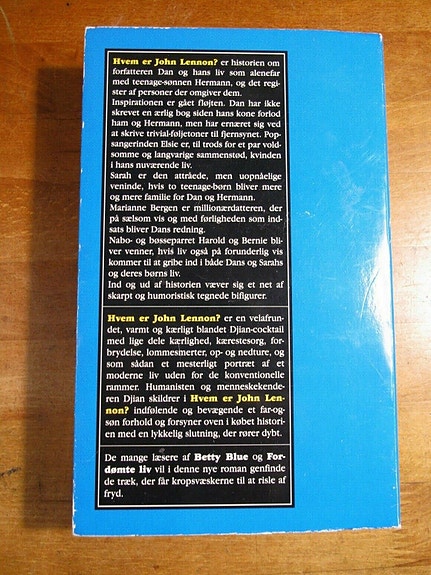 Hvem er John Lennon? er historien om
forfatteren Dan og hans liv som alenefar
med teenage-sønnen Hermann, og det regi-
ster af personer der omgiver dem.
Inspirationen er gået fløjten. Dan har ikke
skrevet en ærlig bog siden hans kone forlod
ham og Hermann, men har ernæret sig ved
at skrive trivial-føljetoner til fjernsynet. Pop-
sangerinden Elsie er, til trods for et par vold-
somme og langvarige sammenstød, kvinden
i hans nuværende liv.
Sarah er den attråede, men uopnåelige
veninde, hvis to teenage-børn bliver mere
og mere familie for Dan og Hermann.
Marianne Bergen er millionærdatteren, der
på sælsom vis og med førligheden som ind-
sats bliver Dans redning.
Nabo- og bøsseparret Harold og Bernie bli-
ver venner, hvis liv også på forunderlig vis
kommer til at gribe ind i både Dans og Sarahs
og deres børns liv.
Ind og ud af historien væver sig et net af
skarpt og humoristisk tegnede bifigurer.
Hvem er John Lennon? er en velafrun-
det, varmt og kærligt blandet Djian-cocktail
med lige dele kærlighed, kærestesorg, for-
brydelse, lommesmerter, op- og nedture, og
som sådan et mesterligt portræt af et
moderne liv uden for de konventionelle
rammer. Humanisten og menneskekende-
ren Djian skildrer i Hvem er John Len-
non? indfølende og bevægende et far-og-
søn forhold og forsyner oven i købet histori-
en med en lykkelig slutning, der rører dybt.
De mange læsere af Betty Blue og For-
dømte liv vil i denne nye roman genfinde
de træk, der får kropsvæskerne til at risle af
fryd.